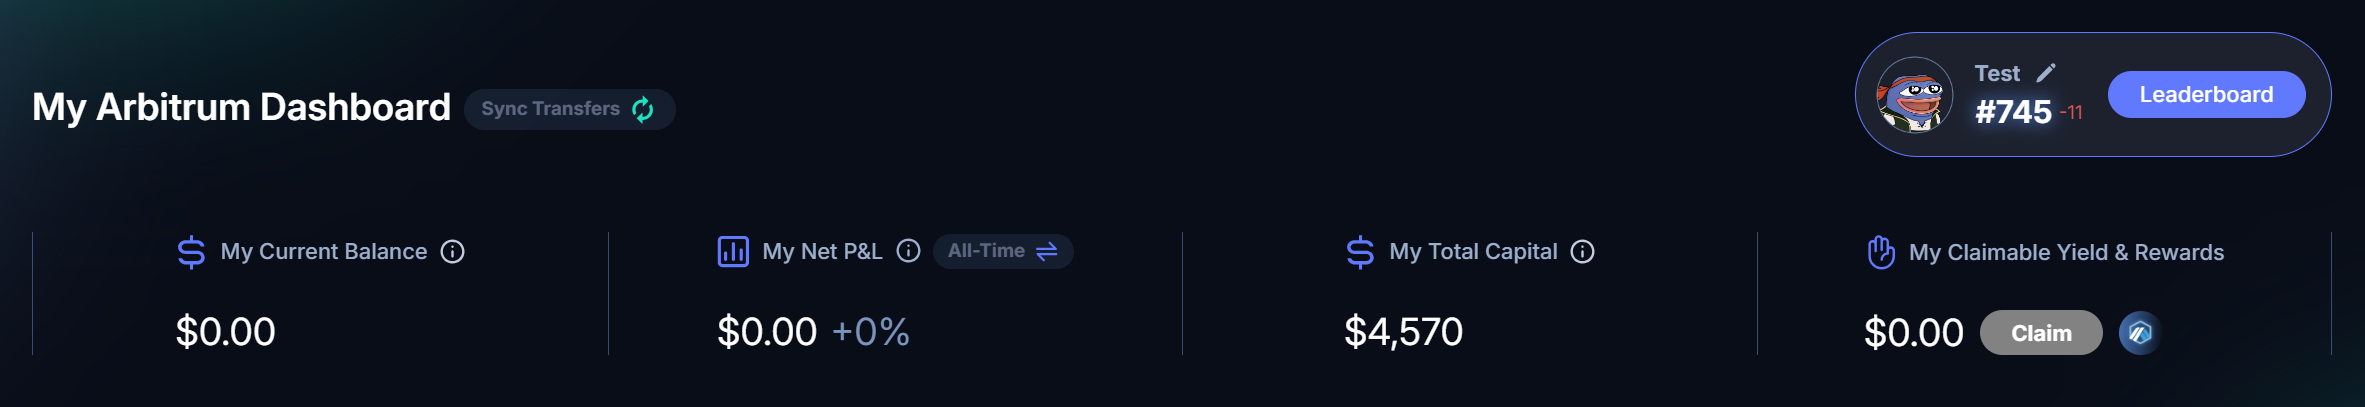 My Arbitrum Dashboard
Sync Transfers
Test
#745 -11
Leaderboard
My Current Balance
$0.00
My Net P&L
All-Time
$0.00 +0%
My Total Capital
$4,570
My Claimable Yield & Rewards
$0.00
Claim